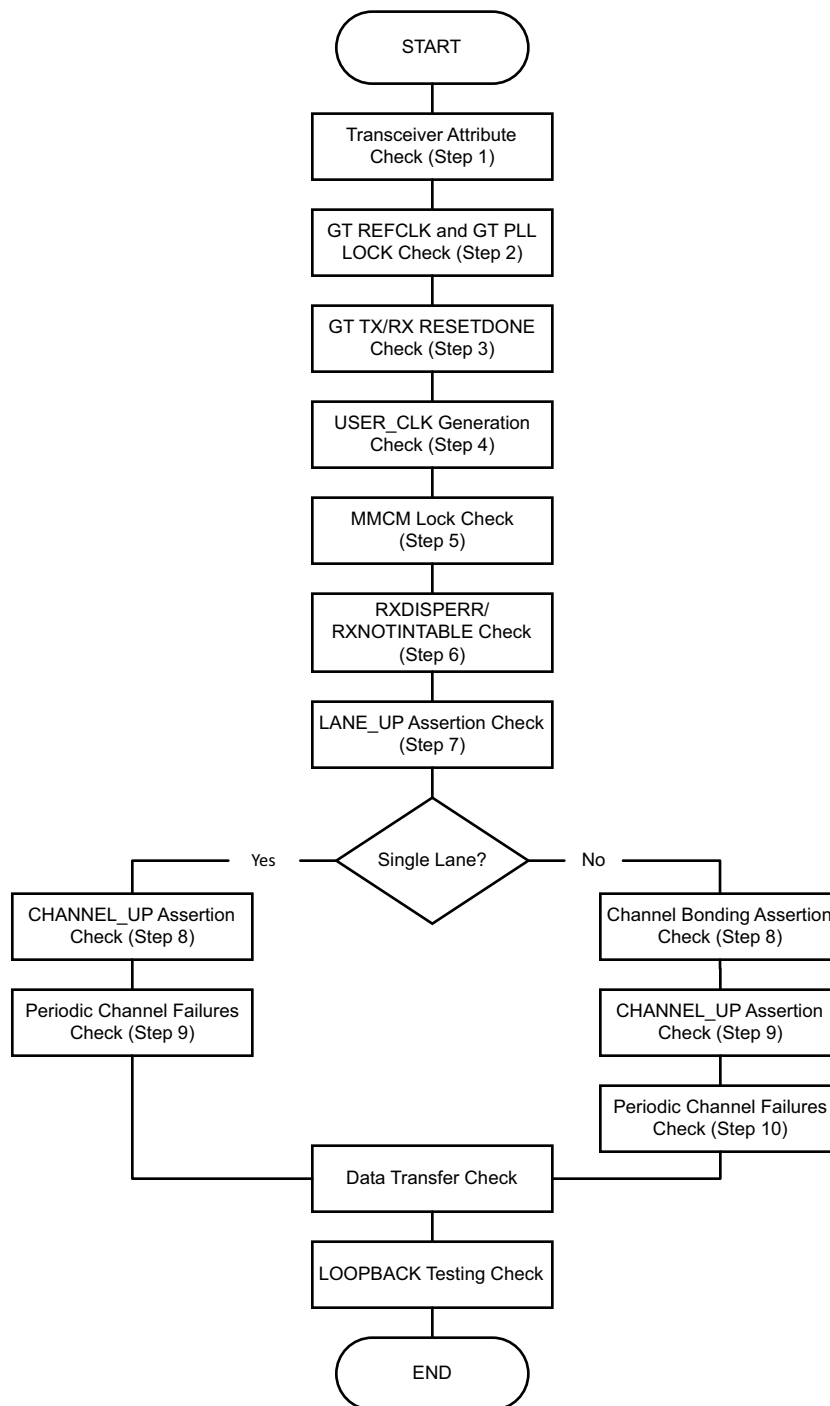 START
Transceiver Attribute
Check (Step 1)
GT REFCLK and GT PLL
LOCK Check (Step 2)
GT TX/RX RESETDONE
Check (Step 3)
USER_CLK Generation
Check (Step 4)
MMCM Lock Check
(Step 5)
RXDISPERR/
RXNOTINTABLE Check
(Step 6)
LANE_UP Assertion Check
(Step 7)
Single Lane?
Yes
No
CHANNEL_UP Assertion
Check (Step 8)
Periodic Channel Failures
Check (Step 9)
Channel Bonding Assertion
Check (Step 8)
CHANNEL_UP Assertion
Check (Step 9)
Periodic Channel Failures
Check (Step 10)
Data Transfer Check
LOOPBACK Testing Check
END